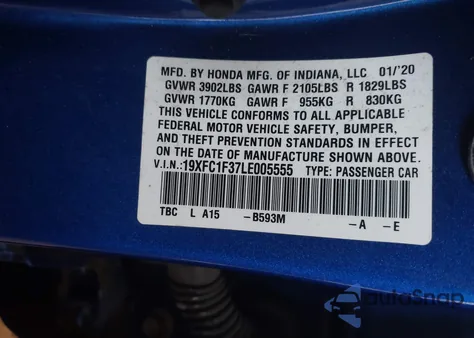 MFD. BY HONDA MFG. OF INDIANA, LLC 01/'20
GVWR 3902LBS GAWR F 2105LBS R 1829LBS
GVWR 1770KG GAWR F 955KG R 830KG
THIS VEHICLE CONFORMS TO ALL APPLICABLE
FEDERAL MOTOR VEHICLE SAFETY, BUMPER,
AND THEFT PREVENTION STANDARDS IN EFFECT
ON THE DATE OF MANUFACTURE SHOWN ABOVE.
V.I.N.:19XFC1F37LE005555 TYPE: PASSENGER CAR
TBC L A15 -B593M -A -E
AutoSnap